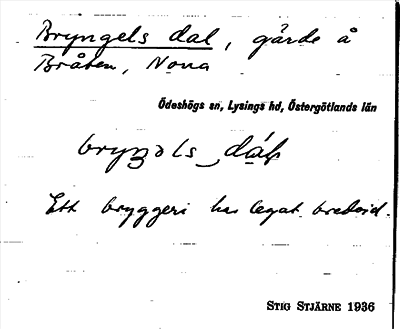 Bryngels dal, gärde å
Bråten, Nona
Ödeshögs sn, Lysings hd, Östergötlands län
Ett bryggeri har legat bredvid.
STIG STJÄRNE 1936